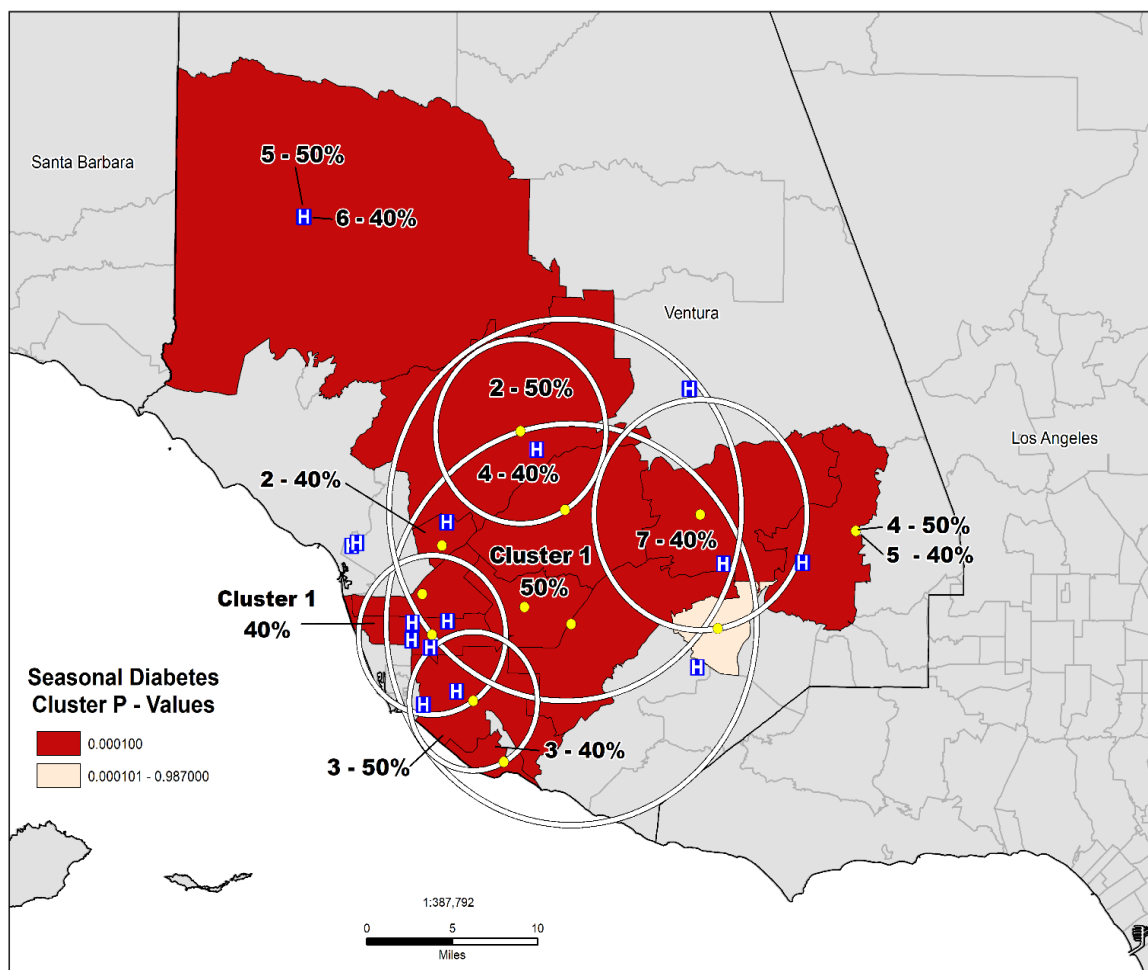 Santa Barbara
5 - 50%
H
6 - 40%
Ventura
H
2 - 50%
Los Angeles
H
4 - 40%
2 - 40%
H
4 - 50%
7 - 40%
H
H
5 - 40%
Cluster 1
50%
H
H
Cluster 1
40%
H
H
H
H
H
Seasonal Diabetes
Cluster P - Values
H
H
0.000100
3 - 40%
3 - 50%
0.000101 - 0.987000
1:387,792
0 5 10
Miles